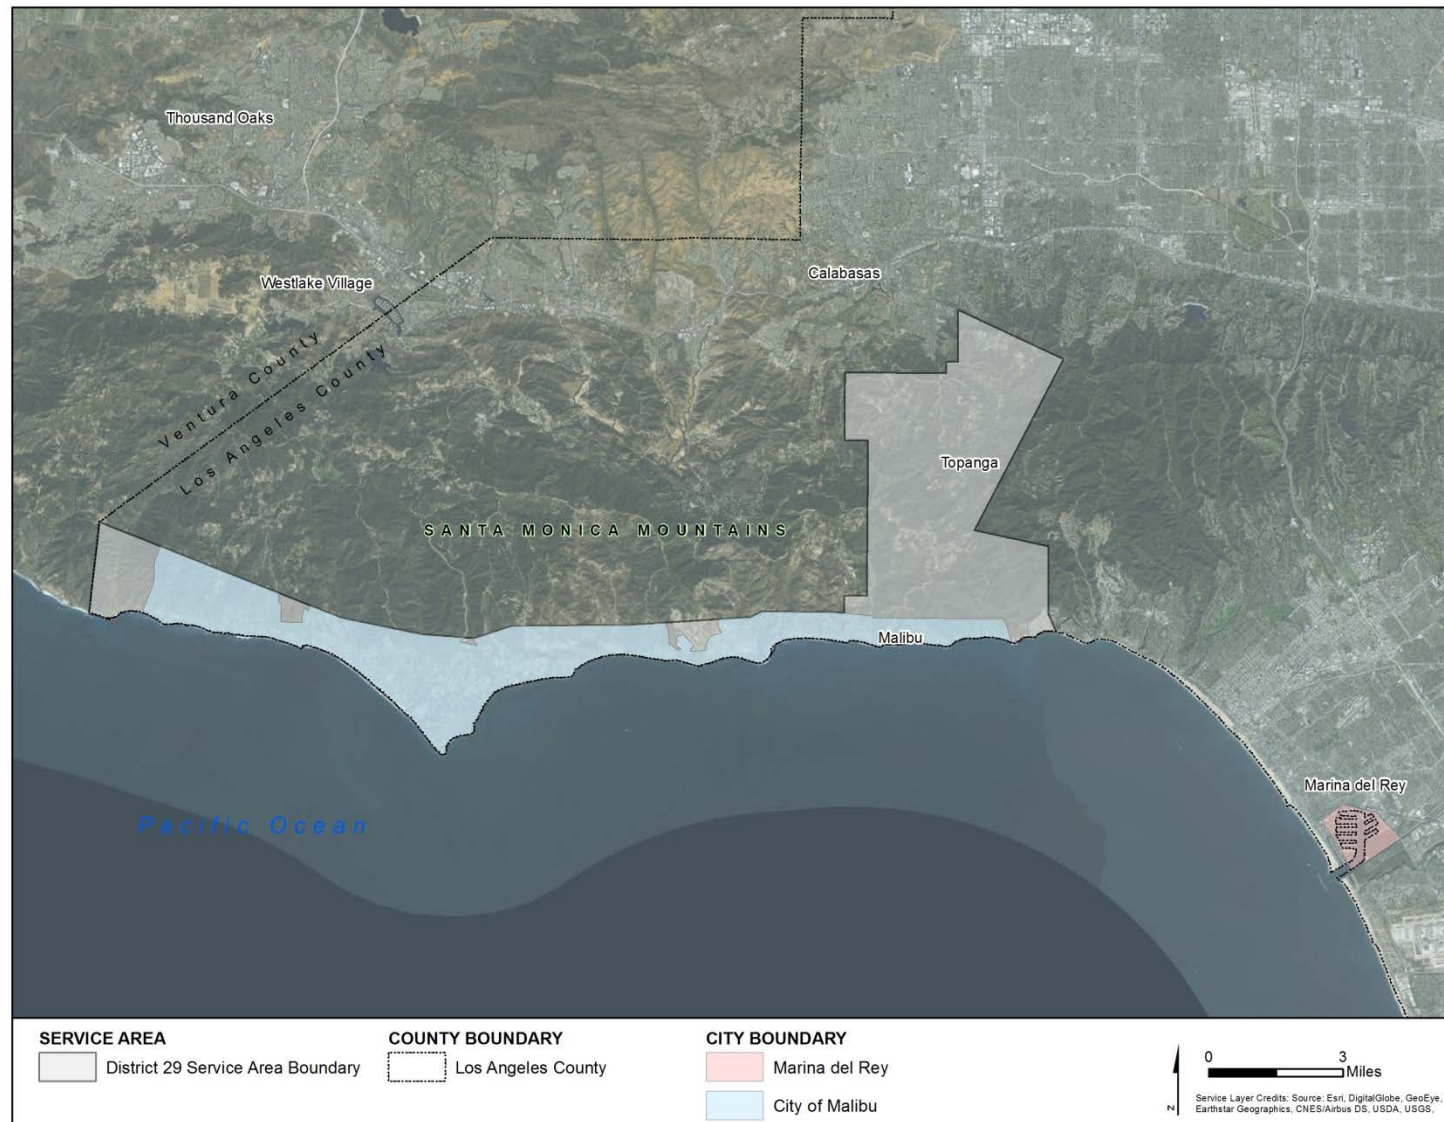 Thousand Oaks
Westlake Village
Calabasas
Ventura County
Los Angeles County
Topanga
SANTA MONICA MOUNTAINS
Malibu
Marina del Rey
Pacific Ocean
SERVICE AREA
District 29 Service Area Boundary
COUNTY BOUNDARY
Los Angeles County
CITY BOUNDARY
Marina del Rey
City of Malibu
N
0 3
Miles
Service Layer Credits: Source: Esri, DigitalGlobe, GeoEye,
Earthstar Geographics, CNES/Airbus DS, USDA, USGS,